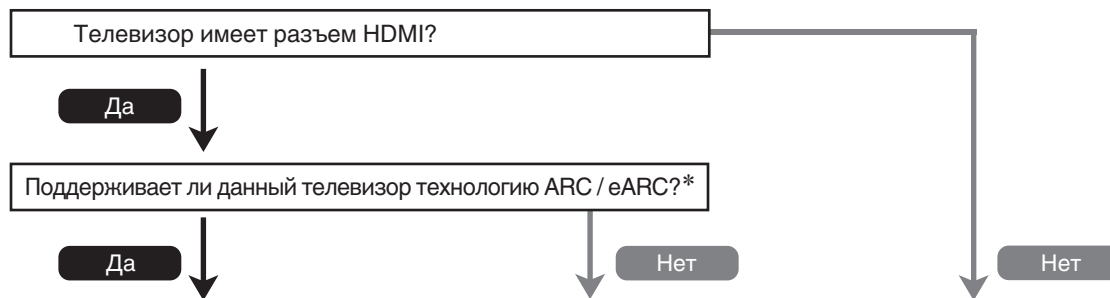 Телевизор имеет разъем HDMI?
Да
Поддерживает ли данный телевизор технологию ARC / eARC?*
Да
Нет
Нет